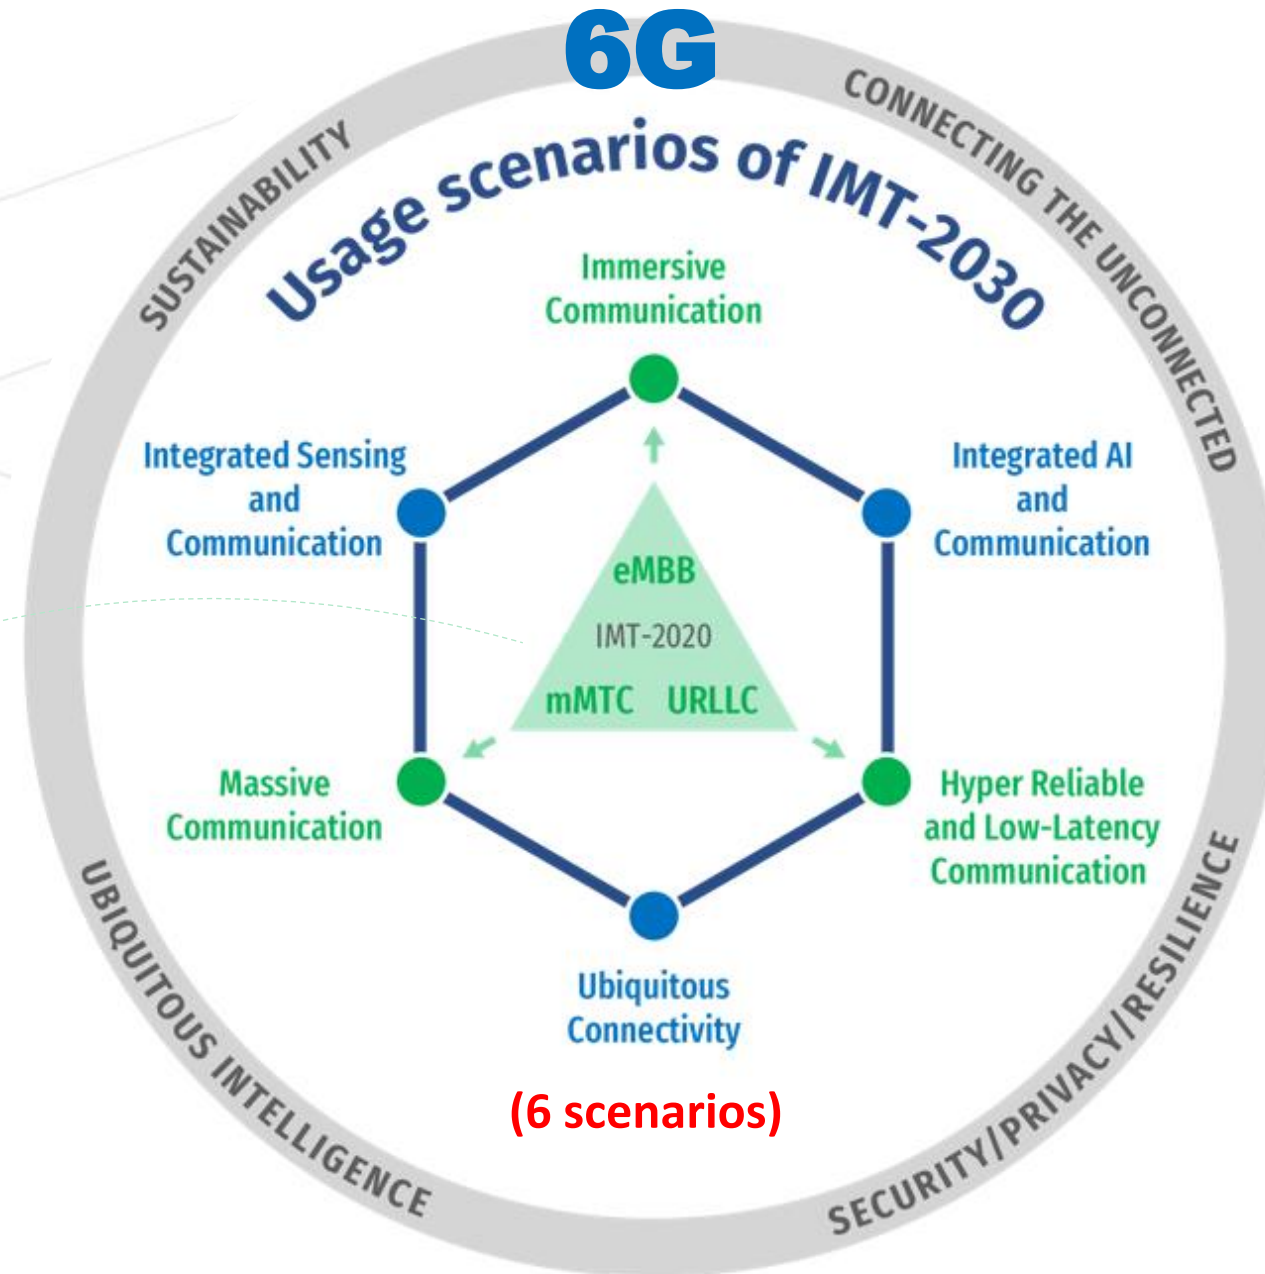 6G
SUSTAINABILITY
CONNECTING THE UNCONNECTED
Usage scenarios of IMT-2030
Immersive
Communication
Integrated Sensing
and
Communication
Integrated AI
and
Communication
eMBB
IMT-2020
mMTC URLLC
Massive
Communication
Hyper Reliable
and Low-Latency
Communication
Ubiquitous
Connectivity
(6 scenarios)
UBIQUITOUS INTELLIGENCE
SECURITY/PRIVACY/RESILIENCE